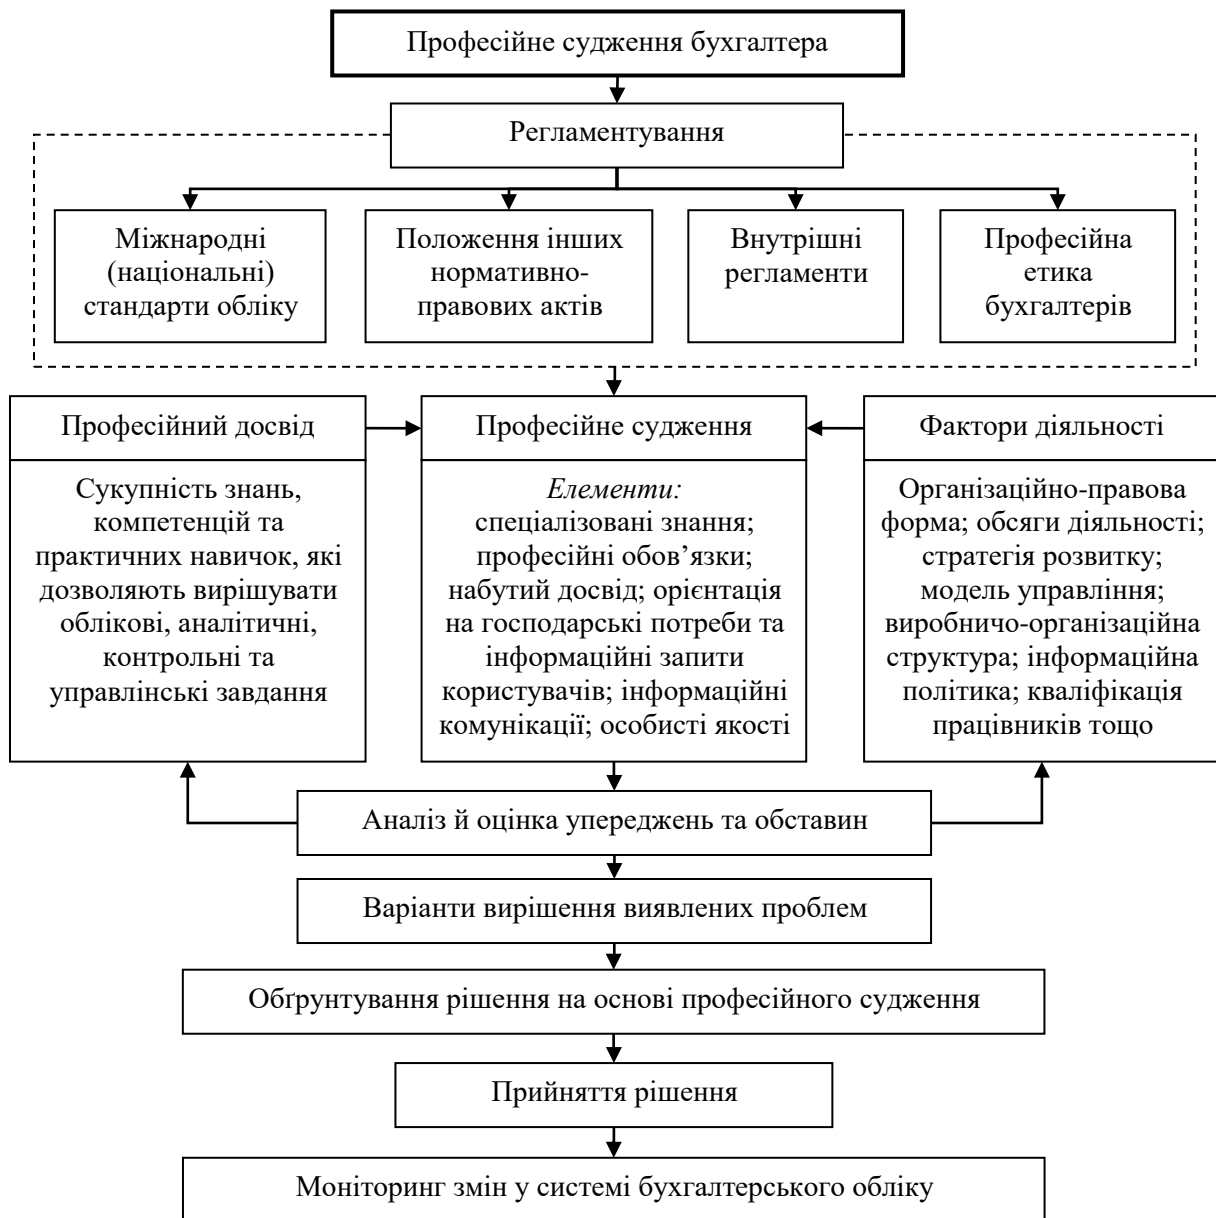 Професійне судження бухгалтера
Регламентування
Міжнародні
(національні)
стандарти обліку
Положення інших
нормативно-
правових актів
Внутрішні
регламенти
Професійна
етика
бухгалтерів
Професійний досвід
Сукупність знань,
компетенцій та
практичних навичок, які
дозволяють вирішувати
облікові, аналітичні,
контрольні та
управлінські завдання
Професійне судження
Елементи:
спеціалізовані знання;
професійні обов’язки;
набутий досвід; орієнтація
на господарські потреби та
інформаційні запити
користувачів; інформаційні
комунікації; особисті якості
Фактори діяльності
Організаційно-правова
форма; обсяги діяльності;
стратегія розвитку;
модель управління;
виробничо-організаційна
структура; інформаційна
політика; кваліфікація
працівників тощо
Аналіз й оцінка упереджень та обставин
Варіанти вирішення виявлених проблем
Обґрунтування рішення на основі професійного судження
Прийняття рішення
Моніторинг змін у системі бухгалтерського обліку